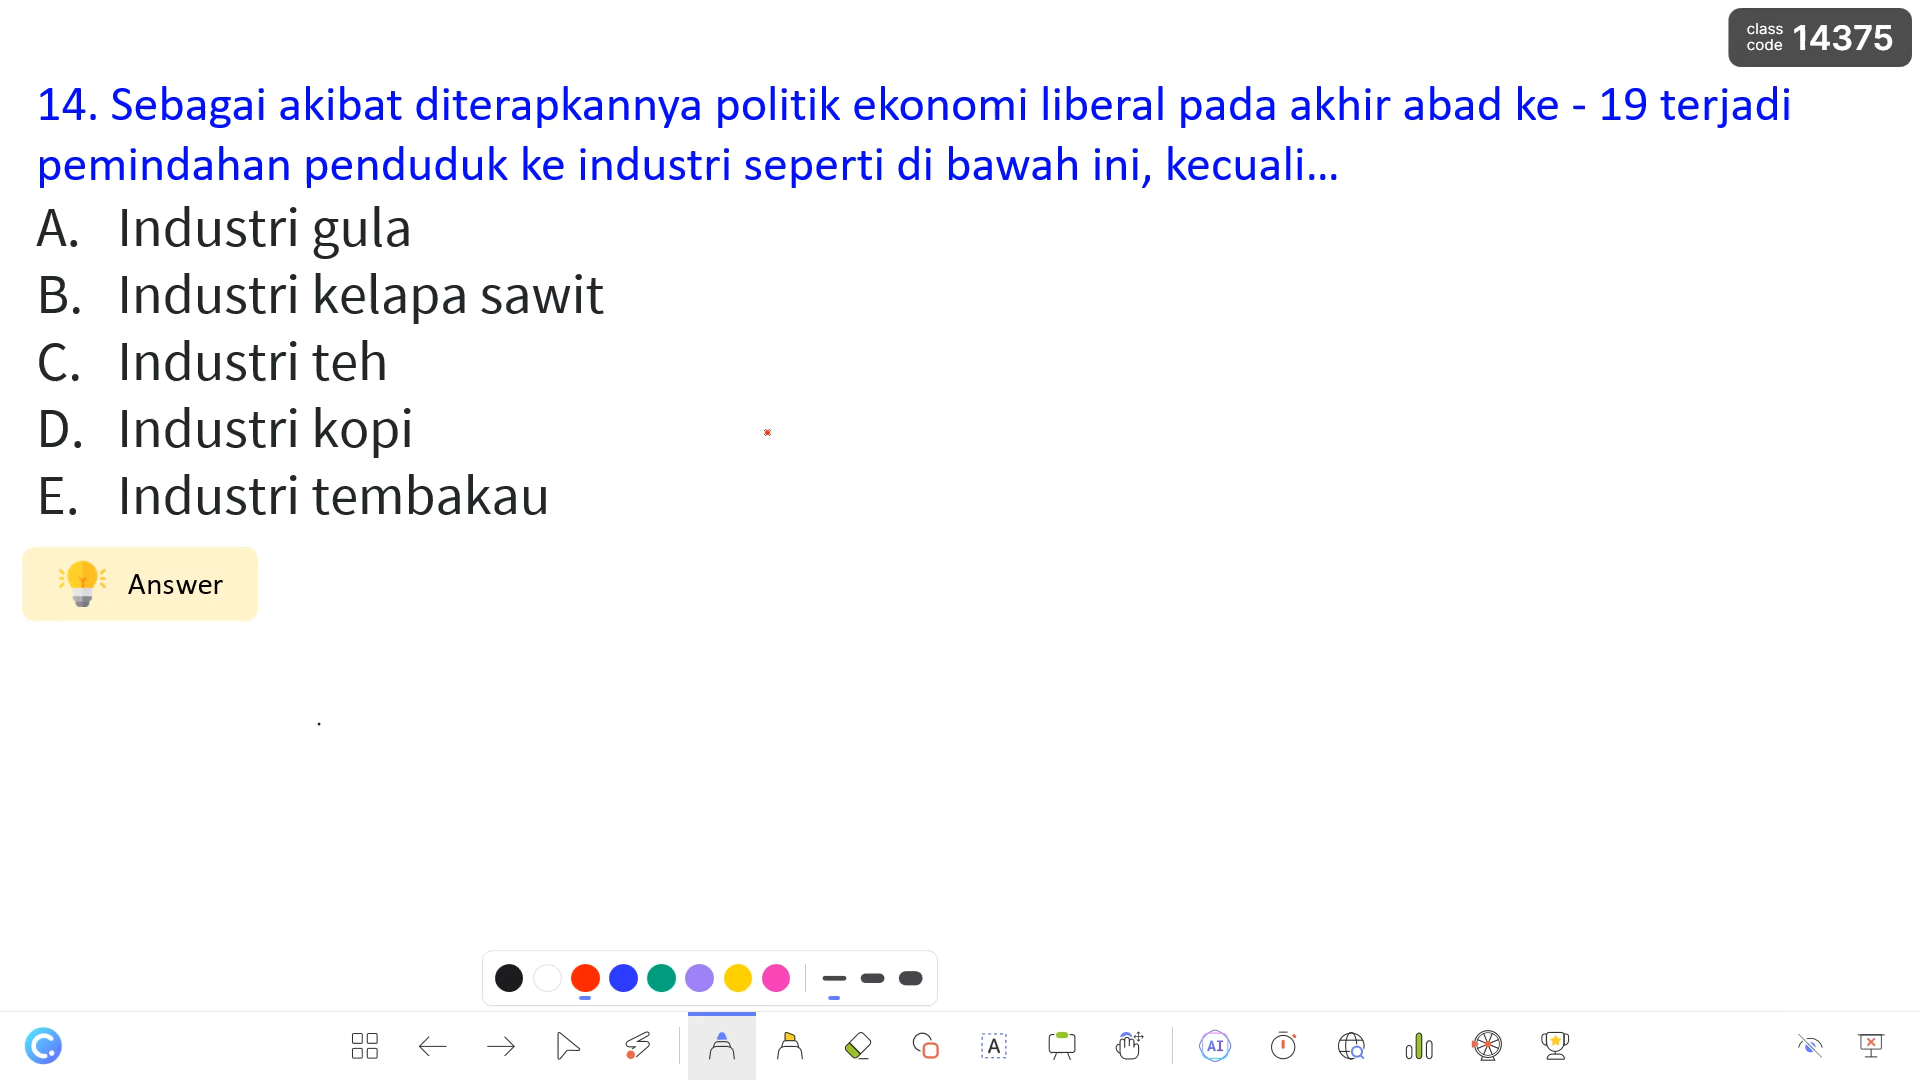 class
code 14375
14. Sebagai akibat diterapkannya politik ekonomi liberal pada akhir abad ke - 19 terjadi
pemindahan penduduk ke industri seperti di bawah ini, kecuali...
A. Industri gula
B. Industri kelapa sawit
C. Industri teh
D. Industri kopi
E. Industri tembakau
Answer
A
AI